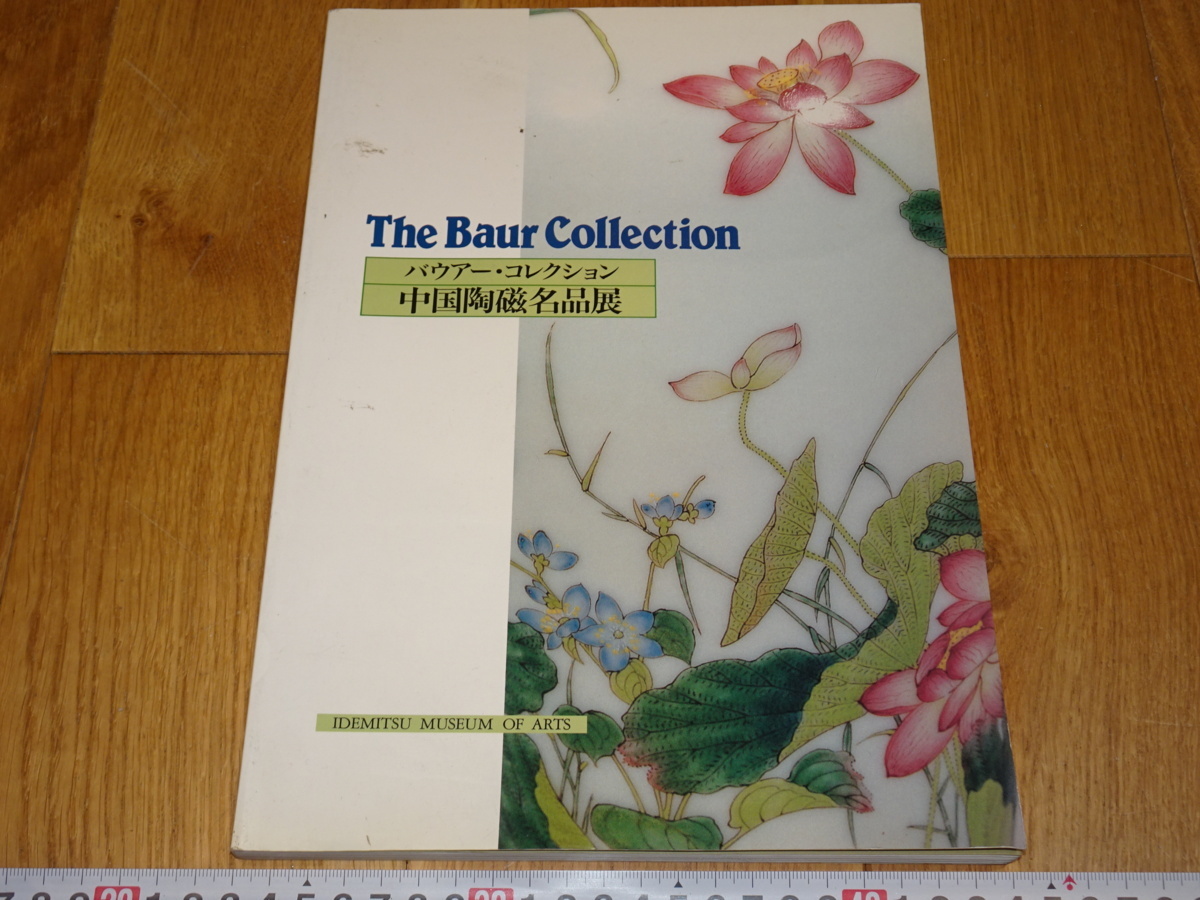 The Baur Collection
バウアー・コレクション
中国陶磁名品展
IDEMITSU MUSEUM OF ARTS